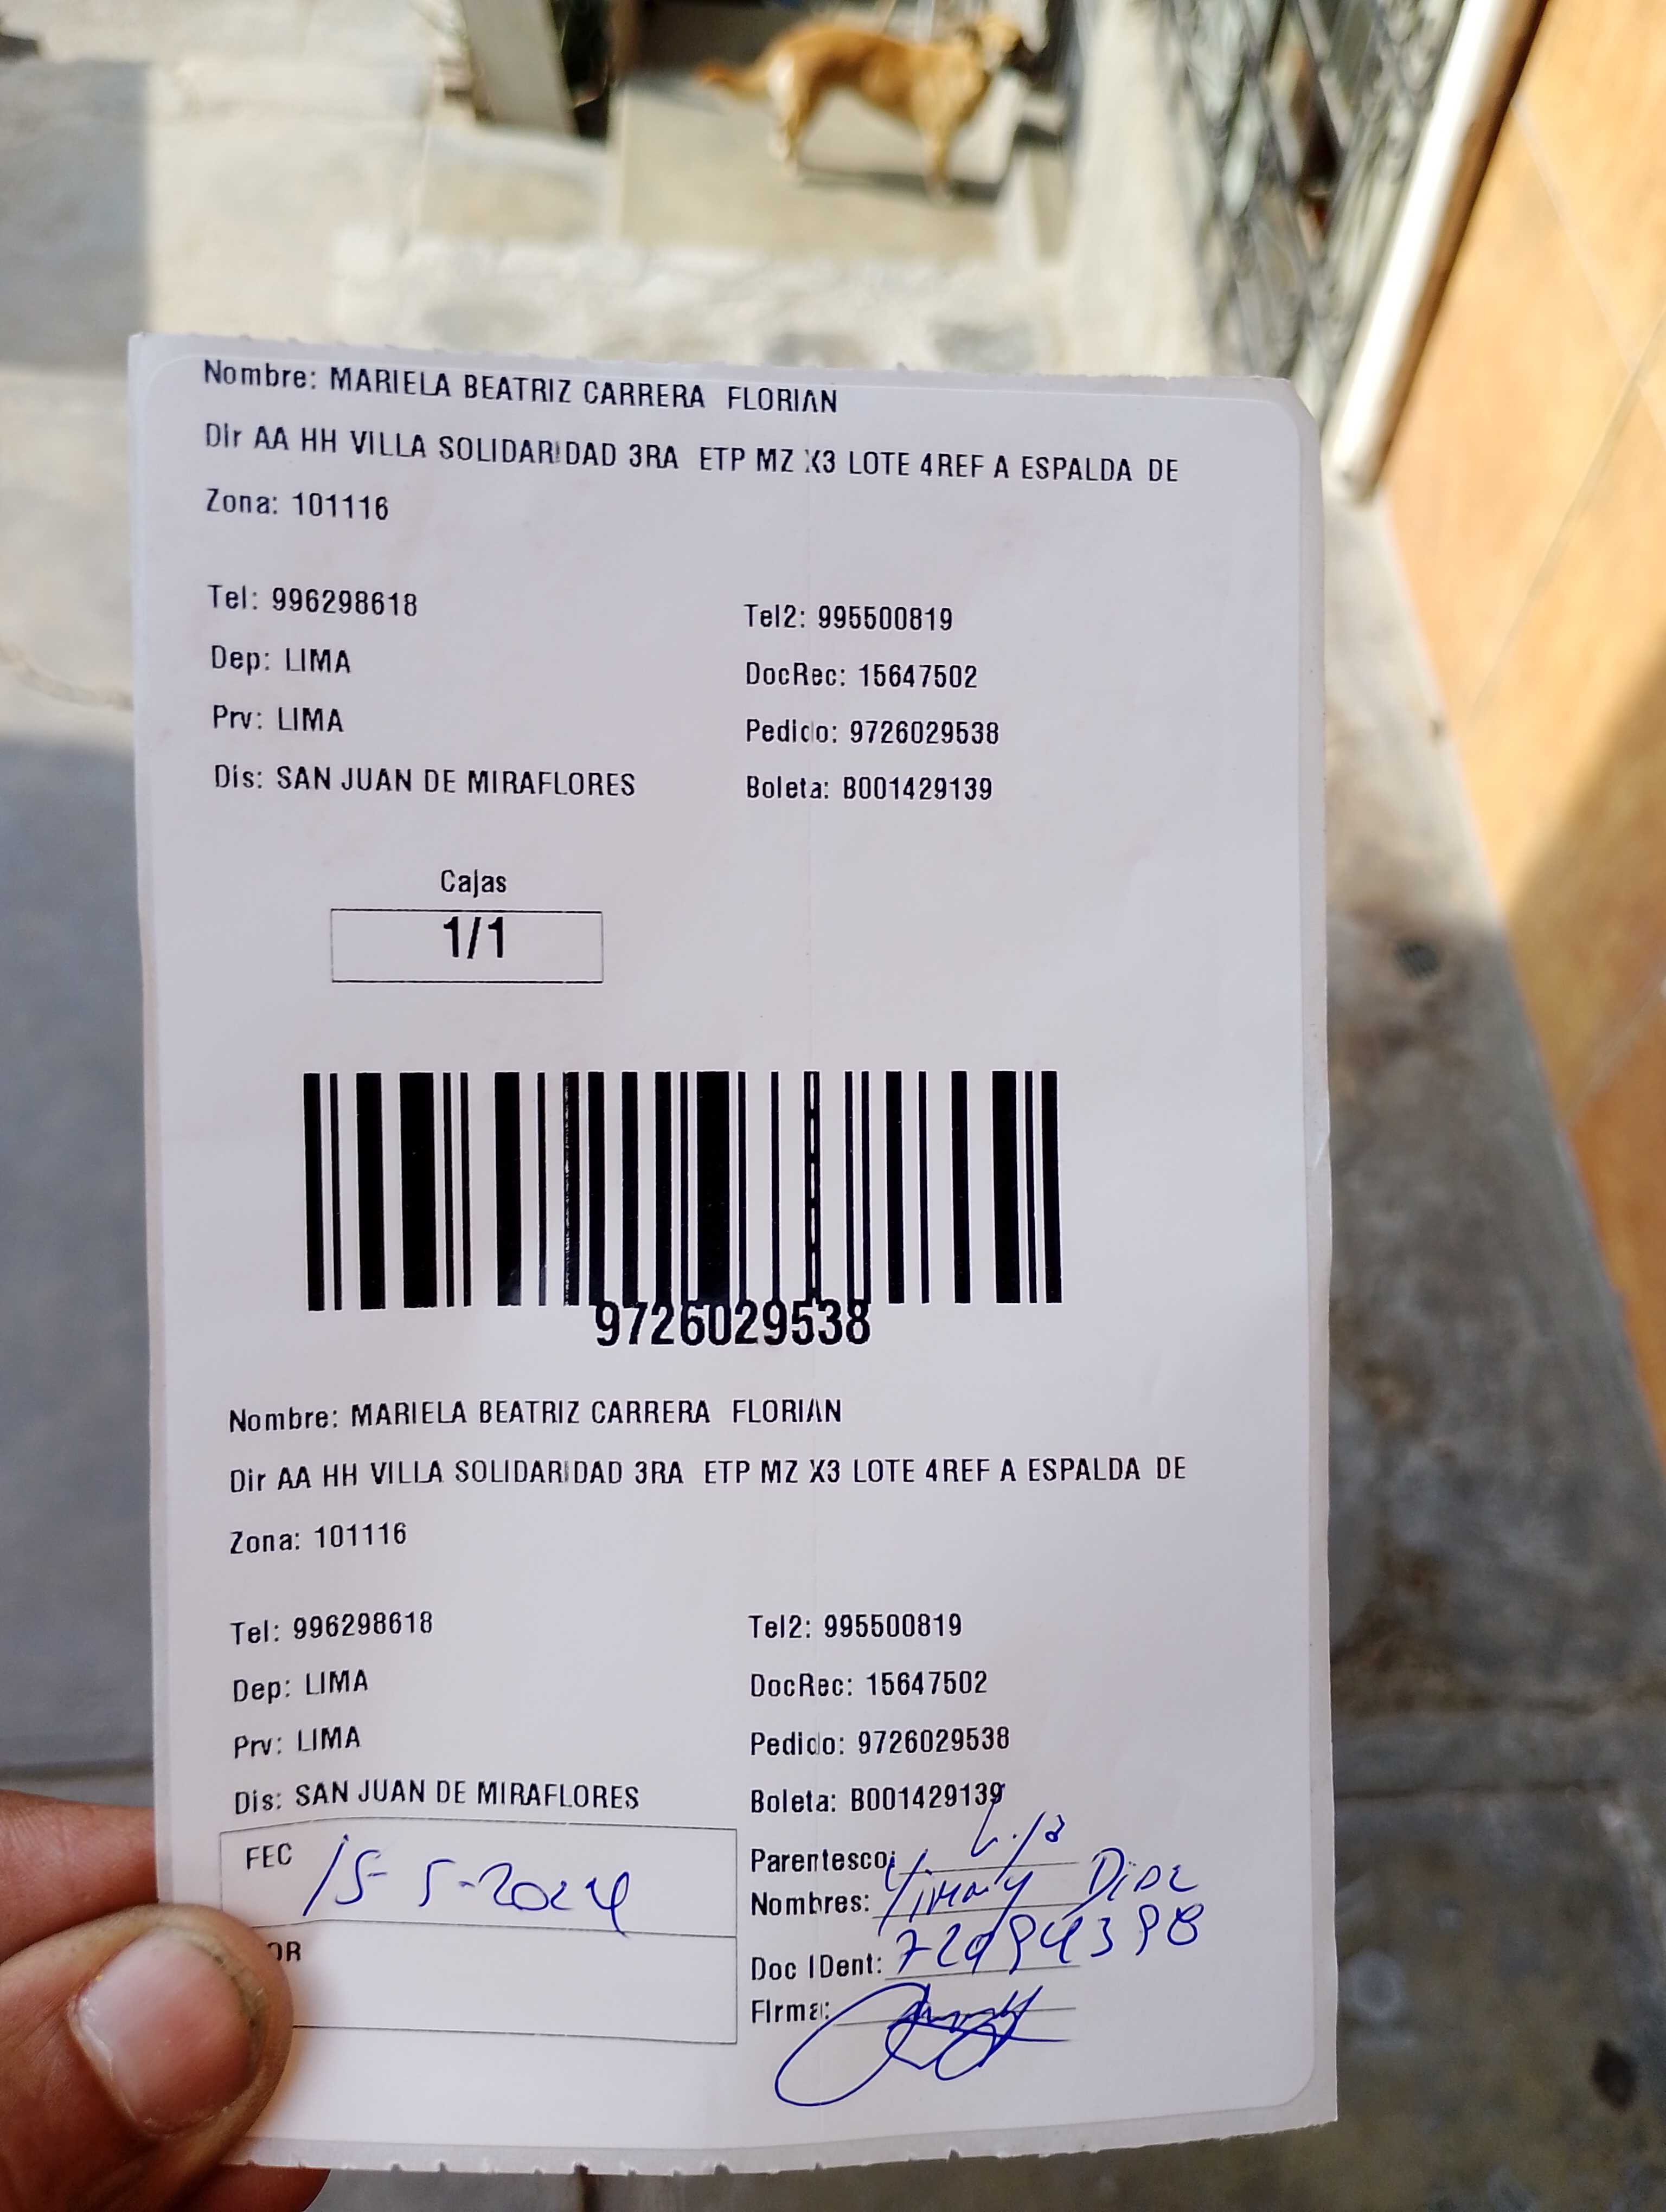 Nombre: MARIELA BEATRIZ CARRERA FLORIAN
Dir AA HH VILLA SOLIDARIDAD 3RA ETP MZ X3 LOTE 4REF A ESPALDA DE
Zona: 101116
Tel: 996298618 Tel2: 995500819
Dep: LIMA DocRec: 15647502
Prv: LIMA Pedido: 9726029538
Dis: SAN JUAN DE MIRAFLORES Boleta: B001429139
Cajas
1/1
9726029538
Nombre: MARIELA BEATRIZ CARRERA FLORIAN
Dir AA HH VILLA SOLIDARIDAD 3RA ETP MZ X3 LOTE 4REF A ESPALDA DE
Zona: 101116
Tel: 996298618 Tel2: 995500819
Dep: LIMA DocRec: 15647502
Prv: LIMA Pedido: 9726029538
Dis: SAN JUAN DE MIRAFLORES Boleta: B001429139
FEC 15-5-2024
Parentesco:
Nombres:
Doc IDent:
Firma: